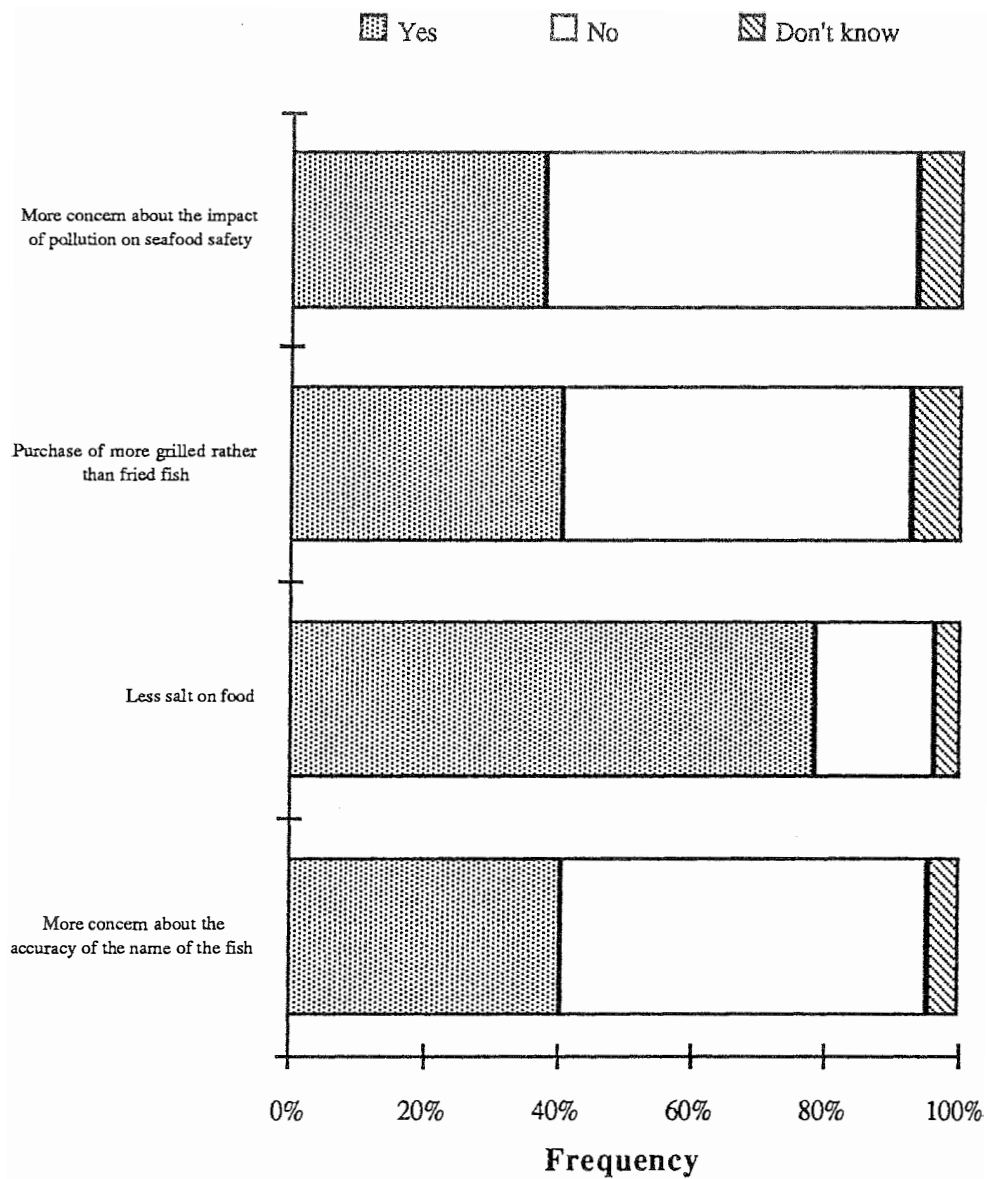 Yes No Don't know
More concern about the impact
of pollution on seafood safety
Purchase of more grilled rather
than fried fish
Less salt on food
More concern about the
accuracy of the name of the fish
0% 20% 40% 60% 80% 100%
Frequency